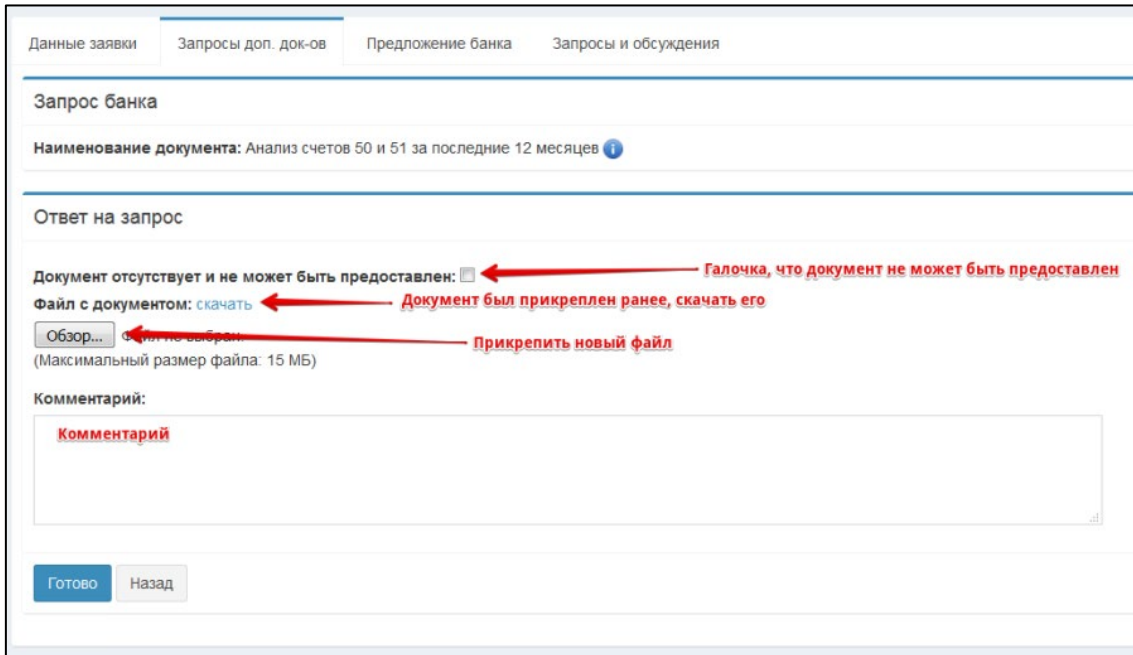 Данные заявки Запросы доп. док-ов Предложение банка Запросы и обсуждения
Запрос банка
Наименование документа: Анализ счетов 50 и 51 за последние 12 месяцев i
Ответ на запрос
Документ отсутствует и не может быть предоставлен: Галочка, что документ не может быть предоставлен
Файл с документом: скачать Документ был прикреплен ранее, скачать его
Обзор... Файл не выбран. Прикрепить новый файл
(Максимальный размер файла: 15 МБ)
Комментарий:
Комментарий
Готово Назад